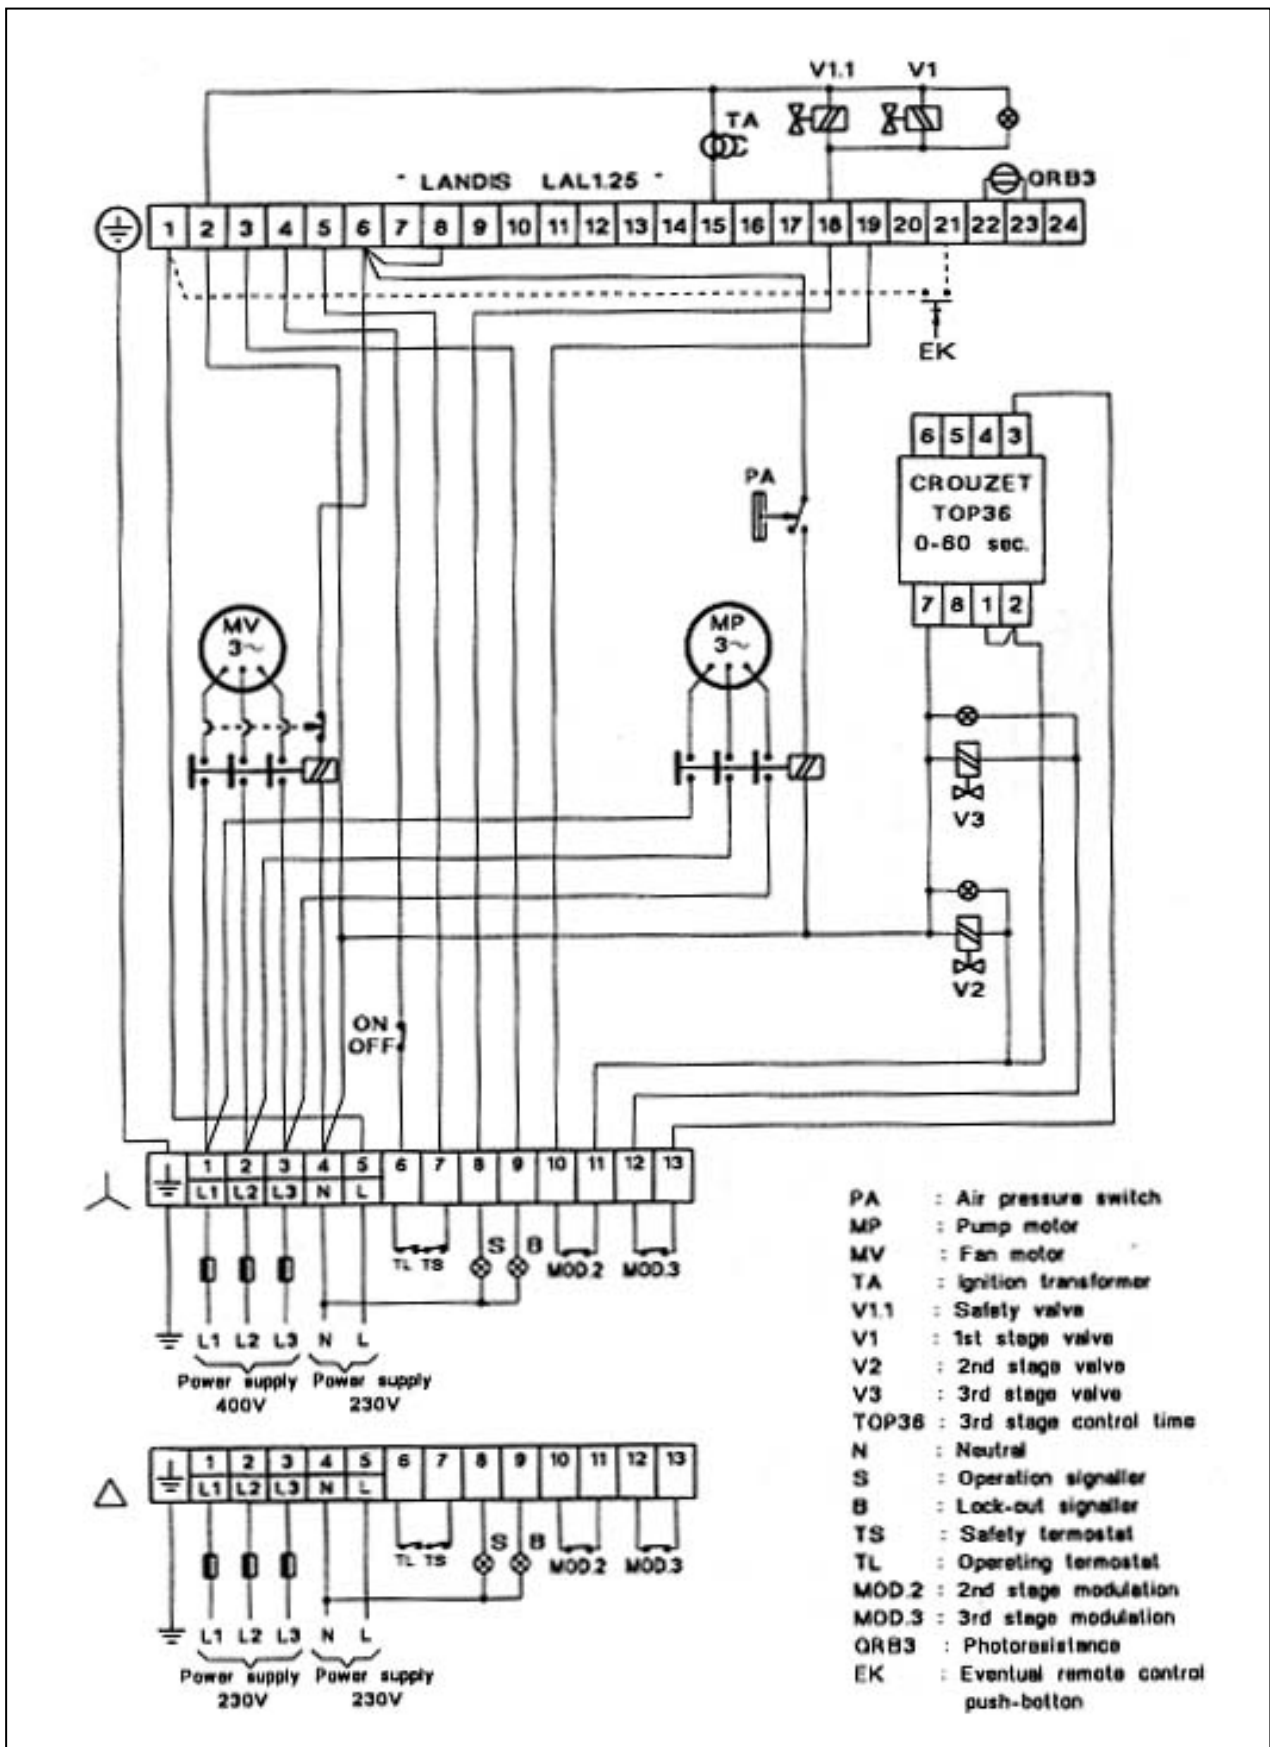 V1.1 V1
TA
" LANDIS LAL1.25 "
QRB3
1 2 3 4 5 6 7 8 9 10 11 12 13 14 15 16 17 18 19 20 21 22 23 24
EK
6 5 4 3
PA
CROUZET
TOP36
0-60 sec.
7 8 1 2
MV
3~
MP
3~
V3
V2
ON
OFF
1 2 3 4 5 6 7 8 9 10 11 12 13
L1 L2 L3 N L
S B
TL TS MOD.2 MOD.3
L1 L2 L3 N L
Power supply Power supply
400V 230V
1 2 3 4 5 6 7 8 9 10 11 12 13
L1 L2 L3 N L
S B
TL TS MOD.2 MOD.3
L1 L2 L3 N L
Power supply Power supply
230V 230V
PA : Air pressure switch
MP : Pump motor
MV : Fan motor
TA : Ignition transformer
V1.1 : Safety valve
V1 : 1st stage valve
V2 : 2nd stage valve
V3 : 3rd stage valve
TOP36 : 3rd stage control time
N : Neutral
S : Operation signaller
B : Lock-out signaller
TS : Safety termostat
TL : Opereting termostat
MOD.2 : 2nd stage modulation
MOD.3 : 3rd stage modulation
QRB3 : Photoresistance
EK : Eventual remote control
push-botton